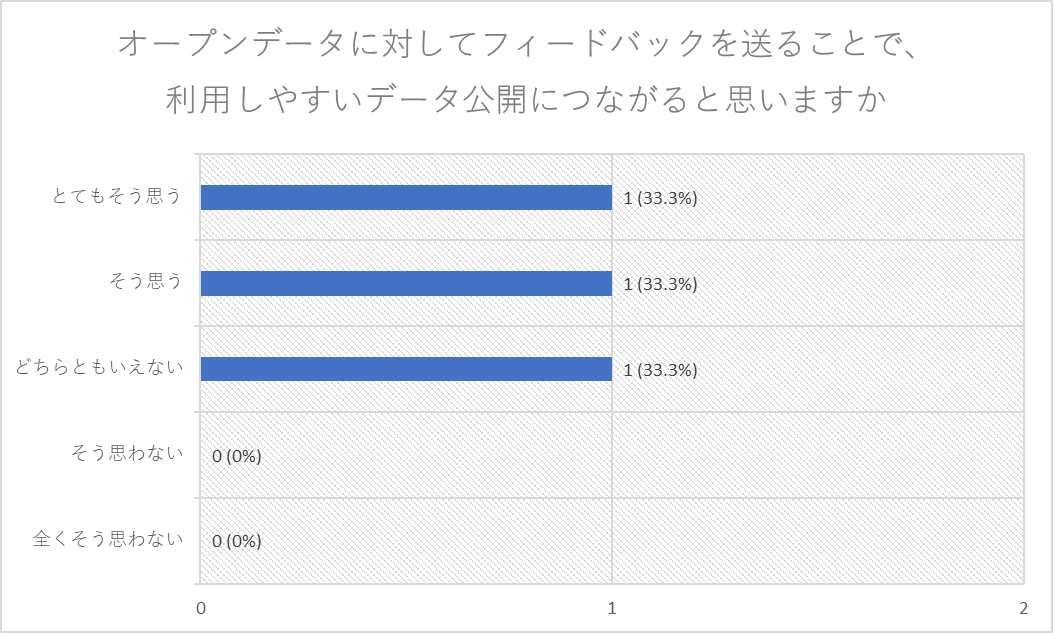 オープンデータに対してフィードバックを送ることで、
利用しやすいデータ公開につながると思いますか
とてもそう思う
1 (33.3%)
そう思う
1 (33.3%)
どちらともいえない
1 (33.3%)
そう思わない
0 (0%)
全くそう思わない
0 (0%)
0
1
2